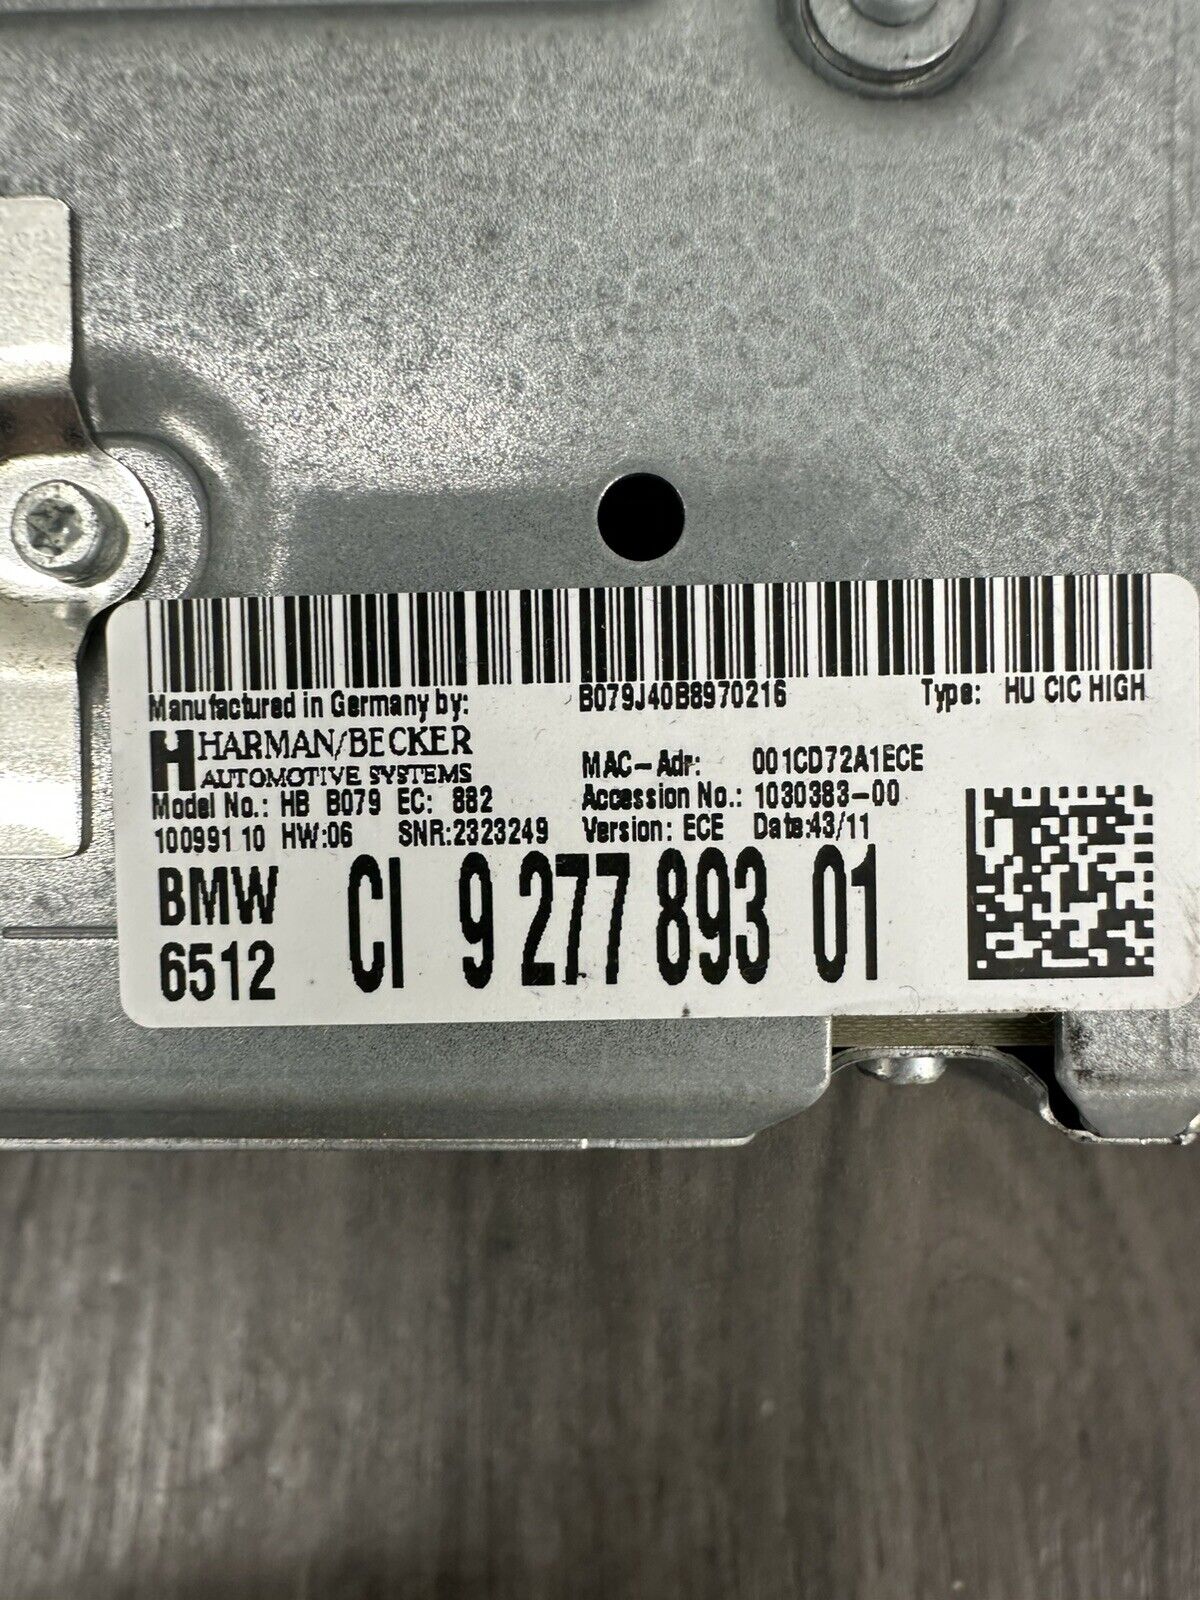 Manufactured in Germany by: B079J40B8970216 Type: HU CIC HIGH
H HARMAN/BECKER
AUTOMOTIVE SYSTEMS
MAC-Adr: 001CD72A1ECE
Model No.: HB B079 EC: 882 Accession No.: 1030383-00
10099110 HW:06 SNR:2323249 Version: ECE Date:43/11
BMW CI 9 277 893 01
6512